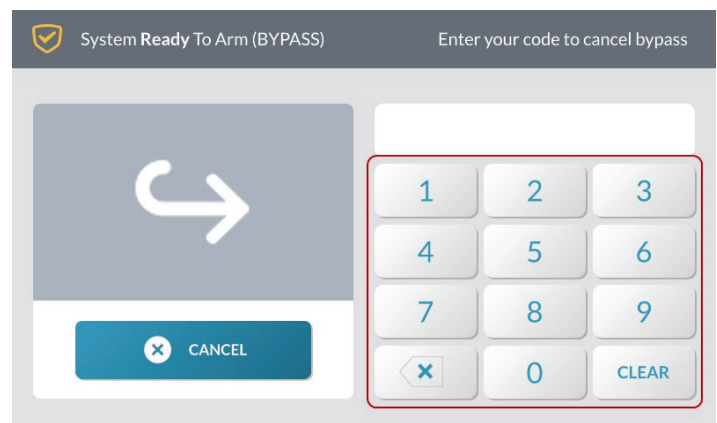 System Ready To Arm (BYPASS)
Enter your code to cancel bypass
1 2 3
4 5 6
7 8 9
0 CLEAR
CANCEL